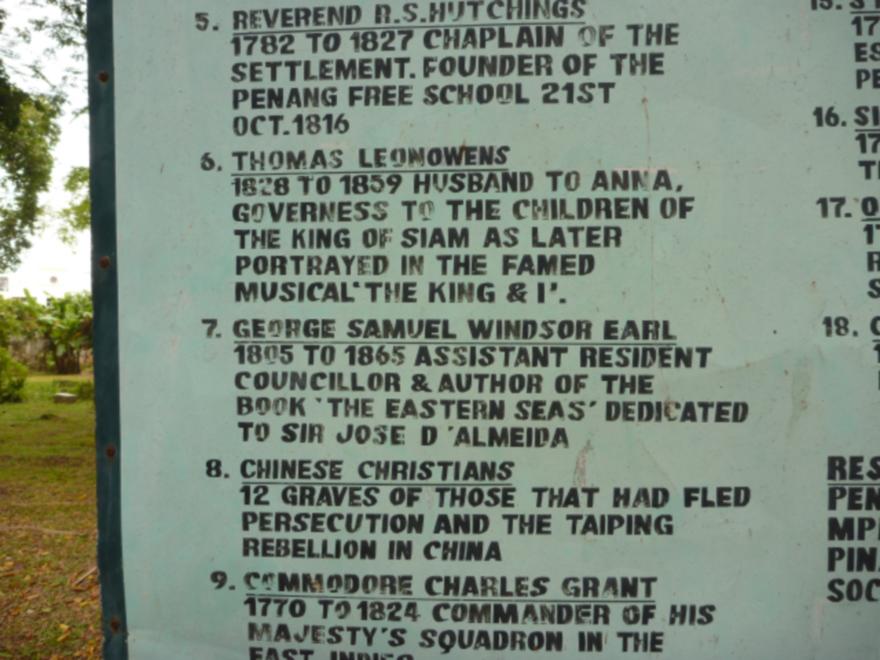 5. REVEREND R.S.HUTCHINGS
1782 TO 1827 CHAPLAIN OF THE
SETTLEMENT. FOUNDER OF THE
PENANG FREE SCHOOL 21ST
OCT.1816
6. THOMAS LEONOWENS
1828 TO 1859 HUSBAND TO ANNA,
GOVERNESS TO THE CHILDREN OF
THE KING OF SIAM AS LATER
PORTRAYED IN THE FAMED
MUSICAL 'THE KING & I'.
7. GEORGE SAMUEL WINDSOR EARL
1805 TO 1865 ASSISTANT RESIDENT
COUNCILLOR & AUTHOR OF THE
BOOK 'THE EASTERN SEAS' DEDICATED
TO SIR JOSE D'ALMEIDA
8. CHINESE CHRISTIANS
12 GRAVES OF THOSE THAT HAD FLED
PERSECUTION AND THE TAIPING
REBELLION IN CHINA
9. COMMODORE CHARLES GRANT
1770 TO 1824 COMMANDER OF HIS
MAJESTY'S SQUADRON IN THE
EAST INDIES
16. SI
17
17. O
18. C
RES
PEN
MP
PIN
SOC